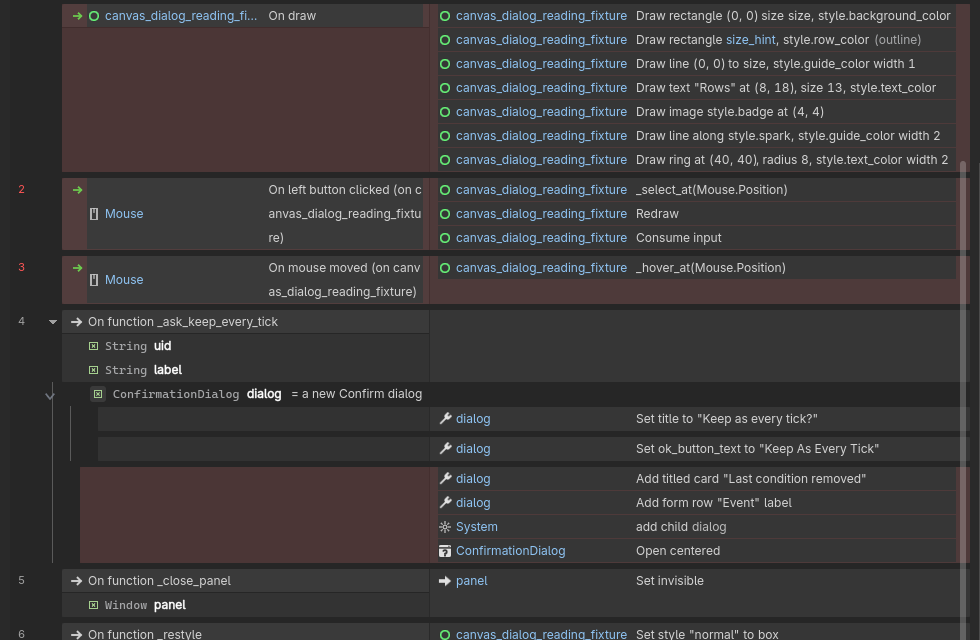 canvas_dialog_reading_fi... On draw
canvas_dialog_reading_fixture Draw rectangle (0, 0) size size, style.background_color
canvas_dialog_reading_fixture Draw rectangle size_hint, style.row_color (outline)
canvas_dialog_reading_fixture Draw line (0, 0) to size, style.guide_color width 1
canvas_dialog_reading_fixture Draw text "Rows" at (8, 18), size 13, style.text_color
canvas_dialog_reading_fixture Draw image style.badge at (4, 4)
canvas_dialog_reading_fixture Draw line along style.spark, style.guide_color width 2
canvas_dialog_reading_fixture Draw ring at (40, 40), radius 8, style.text_color width 2
2
Mouse
On left button clicked (on c
anvas_dialog_reading_fixtu
re)
canvas_dialog_reading_fixture _select_at(Mouse.Position)
canvas_dialog_reading_fixture Redraw
canvas_dialog_reading_fixture Consume input
3
Mouse
On mouse moved (on canv
as_dialog_reading_fixture)
canvas_dialog_reading_fixture _hover_at(Mouse.Position)
4 On function _ask_keep_every_tick
String uid
String label
ConfirmationDialog dialog = a new Confirm dialog
dialog Set title to "Keep as every tick?"
dialog Set ok_button_text to "Keep As Every Tick"
dialog Add titled card "Last condition removed"
dialog Add form row "Event" label
System add child dialog
ConfirmationDialog Open centered
5 On function _close_panel
panel Set invisible
Window panel
6 On function _restyle
canvas_dialog_reading_fixture Set style "normal" to box